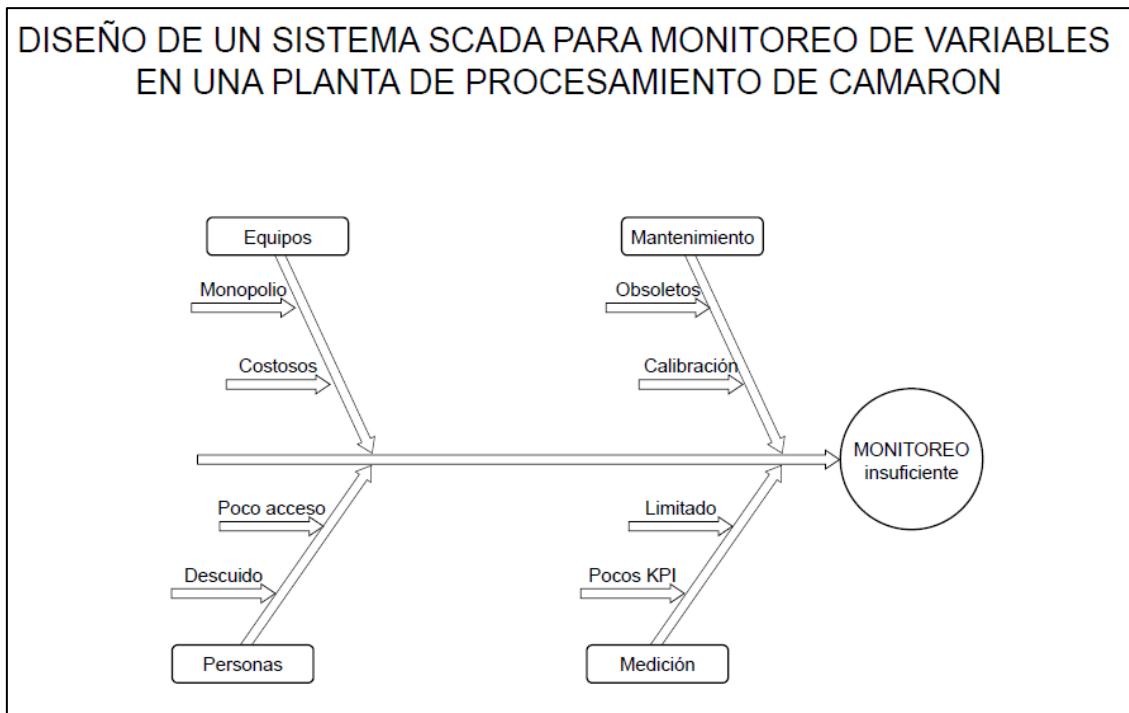 DISEÑO DE UN SISTEMA SCADA PARA MONITOREO DE VARIABLES
EN UNA PLANTA DE PROCESAMIENTO DE CAMARON
Equipos
Mantenimiento
Monopolio
Obsoletos
Costosos
Calibración
MONITOREO
insuficiente
Poco acceso
Limitado
Descuido
Pocos KPI
Personas
Medición